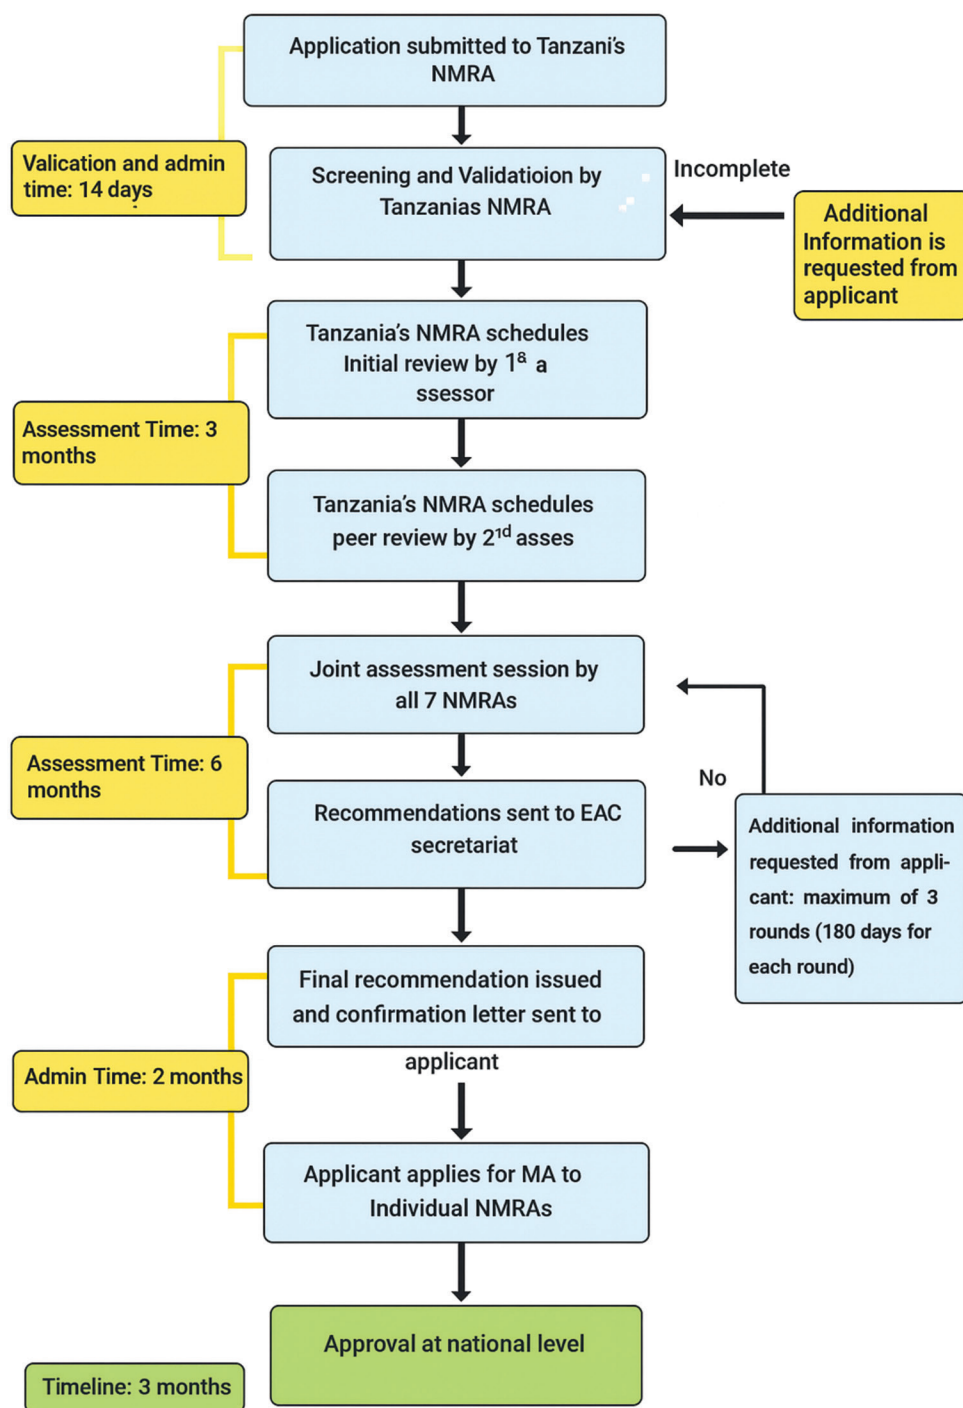 Application submitted to Tanzani’s
NMRA
Valication and admin
time: 14 days
Screening and Validatioion by
Tanzanias NMRA
Incomplete
Additional
Information is
requested from
applicant
Tanzania’s NMRA schedules
Initial review by 1ª a
ssessor
Assessment Time: 3
months
Tanzania’s NMRA schedules
peer review by 2¹ᵈ asses
Joint assessment session by
all 7 NMRAs
Assessment Time: 6
months
No
Recommendations sent to EAC
secretariat
Additional information
requested from appli-
cant: maximum of 3
rounds (180 days for
each round)
Final recommendation issued
and confirmation letter sent to
applicant
Admin Time: 2 months
Applicant applies for MA to
Individual NMRAs
Approval at national level
Timeline: 3 months